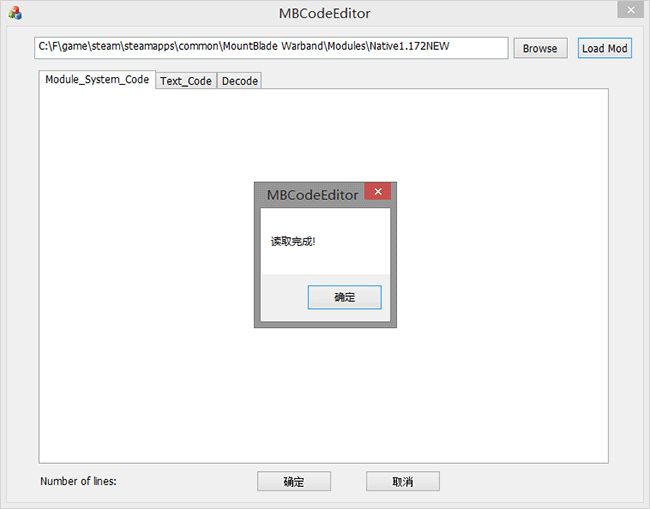 MBCodeEditor
C:\F\game\steam\steamapps\common\MountBlade Warband\Modules\Native1.172NEW
Browse
Load Mod
Module_System_Code
Text_Code
Decode
MBCodeEditor
读取完成!
确定
Number of lines:
确定
取消